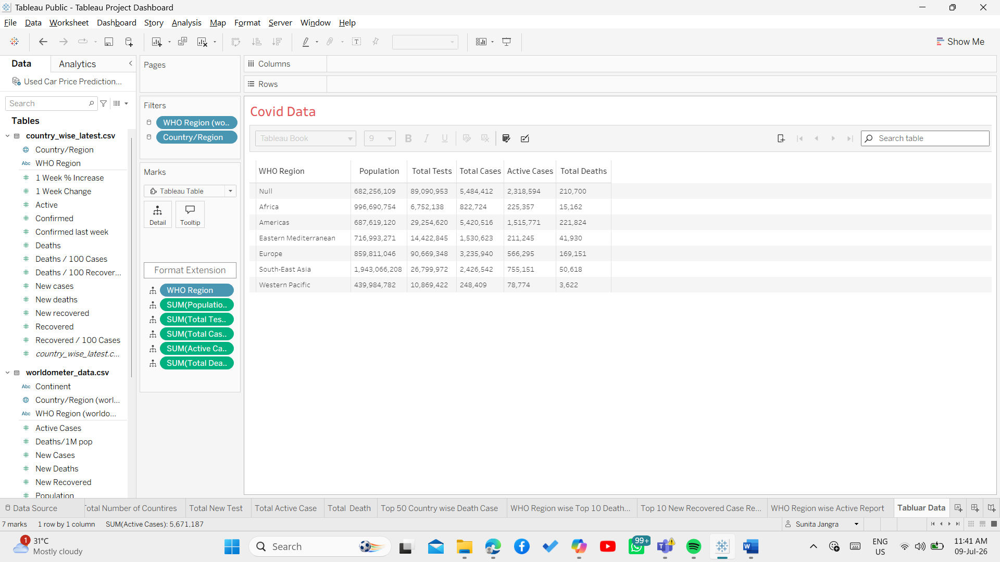 Tableau Public - Tableau Project Dashboard
File Data Worksheet Dashboard Story Analysis Map Format Server Window Help
Show Me
Data Analytics
Used Car Price Prediction...
Search
Tables
country_wise_latest.csv
Country/Region
Abc WHO Region
# 1 Week % Increase
# 1 Week Change
# Active
# Confirmed
# Confirmed last week
# Deaths
# Deaths / 100 Cases
# Deaths / 100 Recover...
# New cases
# New deaths
# New recovered
# Recovered
# Recovered / 100 Cases
# country_wise_latest.c...
worldometer_data.csv
Abc Continent
Country/Region (worl...
Abc WHO Region (worldo...
# Active Cases
# Deaths/1M pop
# New Cases
# New Deaths
# New Recovered
# Population
Pages
Filters
WHO Region (wo..
Country/Region
Marks
Tableau Table
Detail Tooltip
Format Extension
WHO Region
SUM(Populatio..
SUM(Total Tes..
SUM(Total Cas..
SUM(Active Ca..
SUM(Total Dea..
Columns
Rows
Covid Data
Tableau Book 9 B I U
Search table
WHO Region Population Total Tests Total Cases Active Cases Total Deaths
Null 682,256,109 89,090,953 5,484,412 2,318,594 210,700
Africa 996,690,754 6,752,138 822,724 225,357 15,162
Americas 687,619,120 29,254,620 5,420,516 1,515,771 221,824
Eastern Mediterranean 716,993,271 14,422,845 1,530,623 211,245 41,930
Europe 859,811,046 90,669,348 3,235,940 566,295 169,151
South-East Asia 1,943,066,208 26,799,972 2,426,542 755,151 50,618
Western Pacific 439,984,782 10,869,422 248,409 78,774 3,622
Data Source otal Number of Countires Total New Test Total Active Case Total Death Top 50 Country wise Death Case WHO Region wise Top 10 Death... Top 10 New Recovered Case Re... WHO Region wise Active Report Tabluar Data
7 marks 1 row by 1 column SUM(Active Cases): 5,671,187
Sunita Jangra
1
31°C
Mostly cloudy
Search
99+
ENG
US
11:41 AM
09-Jul-26